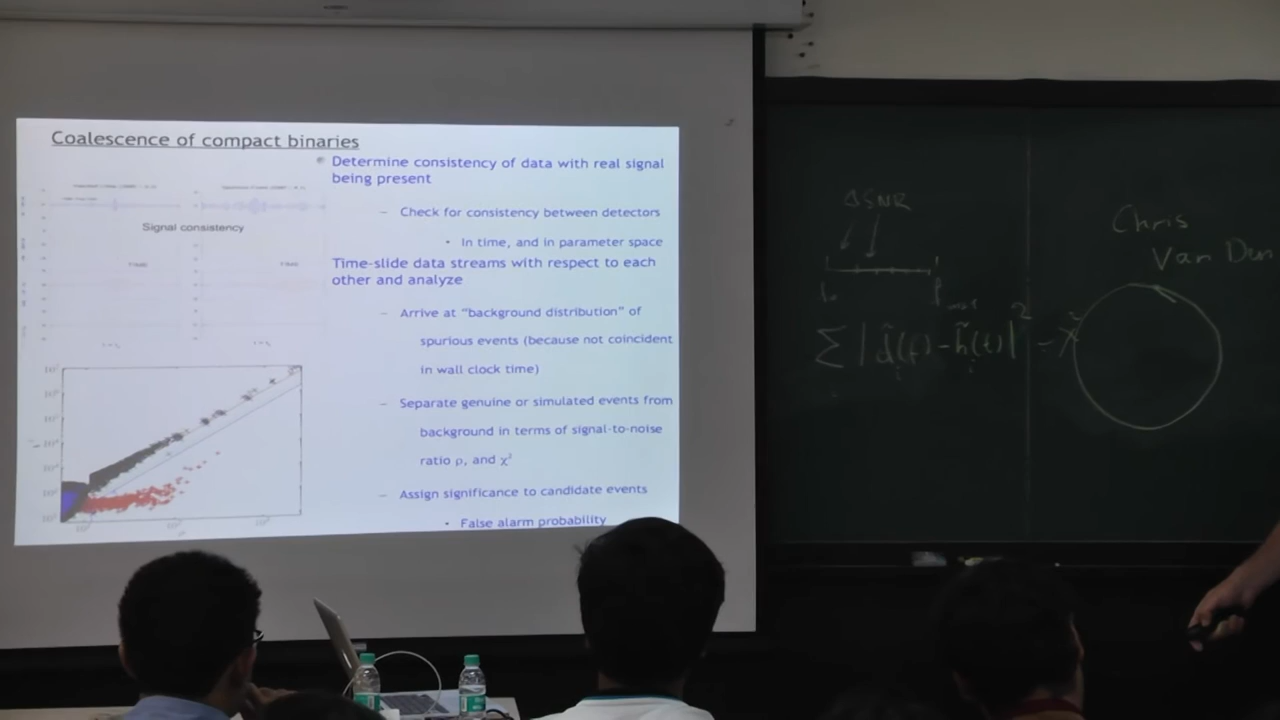 Coalescence of compact binaries
Determine consistency of data with real signal
being present
– Check for consistency between detectors
• In time, and in parameter space
Time-slide data streams with respect to each
other and analyze
– Arrive at “background distribution” of
spurious events (because not coincident
in wall clock time)
– Separate genuine or simulated events from
background in terms of signal-to-noise
ratio ρ, and χ²
– Assign significance to candidate events
• False alarm probability
Signal consistency
Chris
Van Den